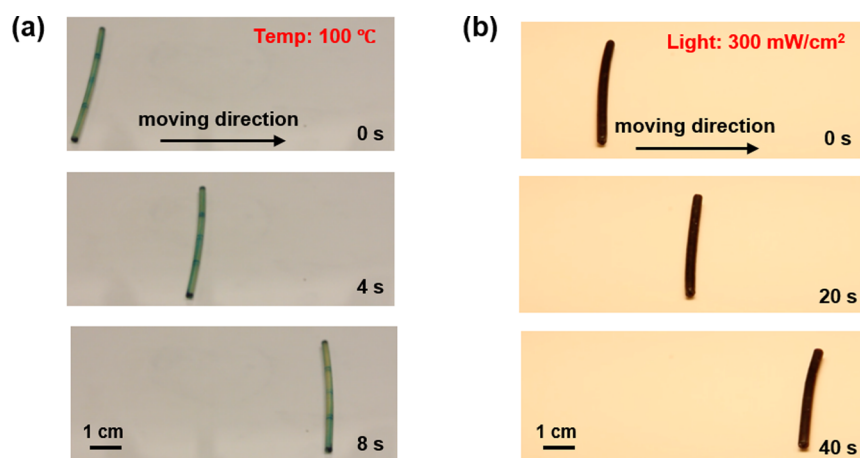 (a)
Temp: 100 ℃
moving direction
0 s
4 s
1 cm
8 s
(b)
Light: 300 mW/cm²
moving direction
0 s
20 s
1 cm
40 s